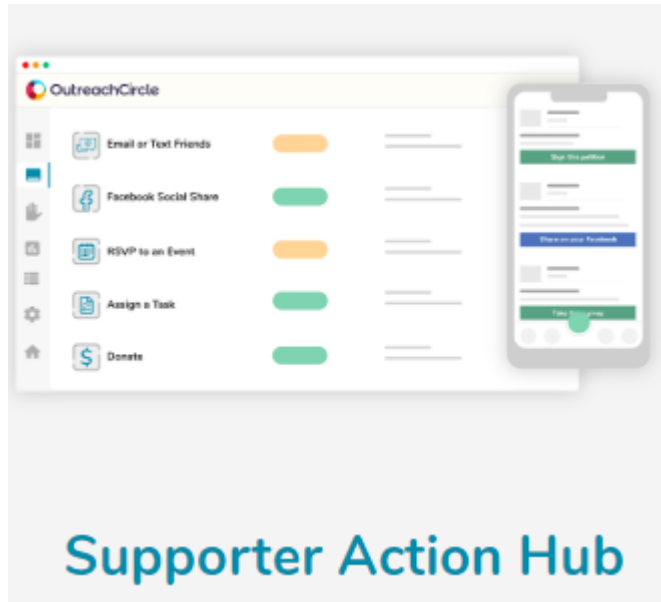 OutreachCircle
Email or Text Friends
Facebook Social Share
RSVP to an Event
Assign a Task
Donate
Sign this petition
Share on your Facebook
Supporter Action Hub